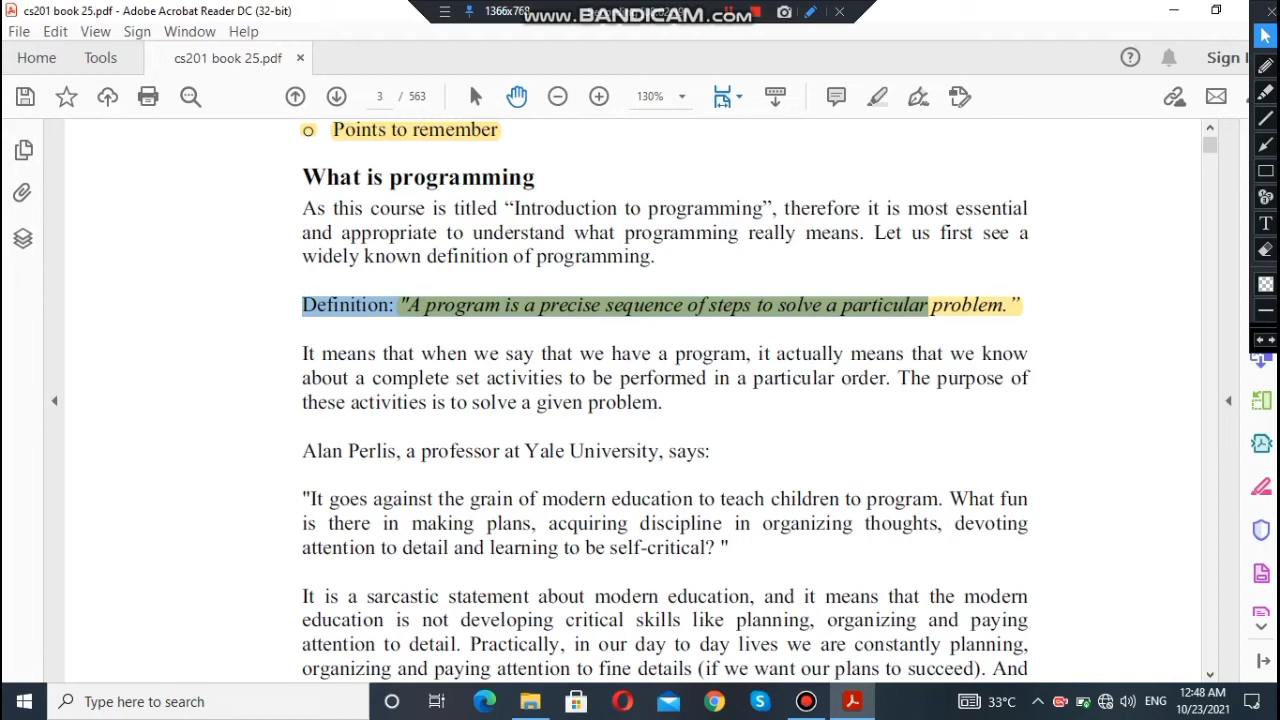 cs201 book 25.pdf - Adobe Acrobat Reader DC (32-bit)
1366x768
www.BANDICAM.com
File Edit View Sign Window Help
Home Tools cs201 book 25.pdf ×
Sign I
3 / 563
130%
o Points to remember
What is programming
As this course is titled “Introduction to programming”, therefore it is most essential
and appropriate to understand what programming really means. Let us first see a
widely known definition of programming.
Definition: "A program is a precise sequence of steps to solve a particular problem.”
It means that when we say that we have a program, it actually means that we know
about a complete set activities to be performed in a particular order. The purpose of
these activities is to solve a given problem.
Alan Perlis, a professor at Yale University, says:
"It goes against the grain of modern education to teach children to program. What fun
is there in making plans, acquiring discipline in organizing thoughts, devoting
attention to detail and learning to be self-critical? "
It is a sarcastic statement about modern education, and it means that the modern
education is not developing critical skills like planning, organizing and paying
attention to detail. Practically, in our day to day lives we are constantly planning,
organizing and paying attention to fine details (if we want our plans to succeed). And
Type here to search
33°C
ENG
12:48 AM
10/23/2021